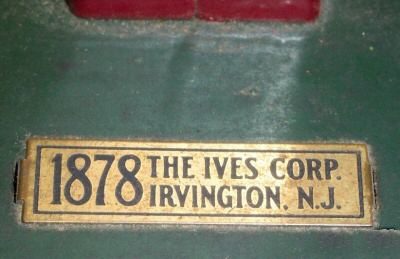 1878 THE IVES CORP.
IRVINGTON, N.J.